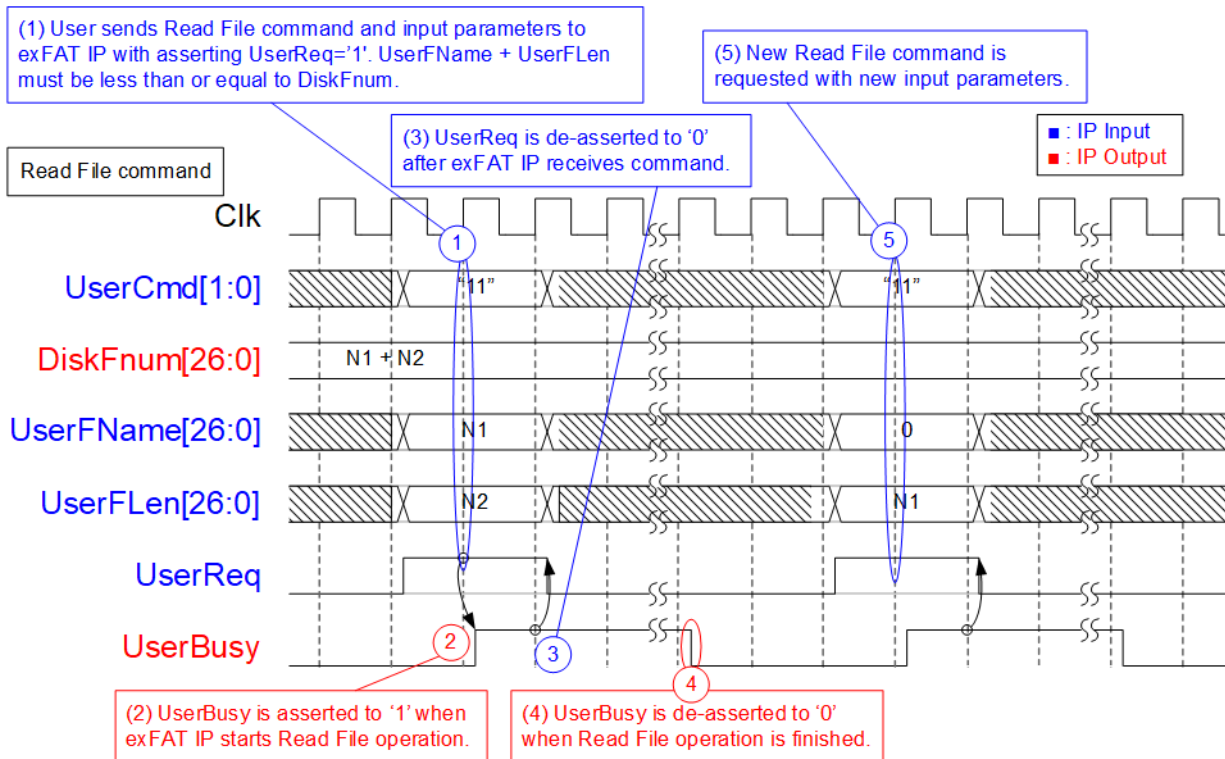 (1) User sends Read File command and input parameters to
exFAT IP with asserting UserReq='1'. UserFName + UserFLen
must be less than or equal to DiskFnum.
(5) New Read File command is
requested with new input parameters.
(3) UserReq is de-asserted to ‘0’
after exFAT IP receives command.
■ : IP Input
■ : IP Output
Read File command
Clk
1
5
UserCmd[1:0]
“11”
“11”
DiskFnum[26:0]
N1 + N2
UserFName[26:0]
N1
0
UserFLen[26:0]
N2
N1
UserReq
UserBusy
2
3
4
(2) UserBusy is asserted to ‘1’ when
exFAT IP starts Read File operation.
(4) UserBusy is de-asserted to ‘0’
when Read File operation is finished.